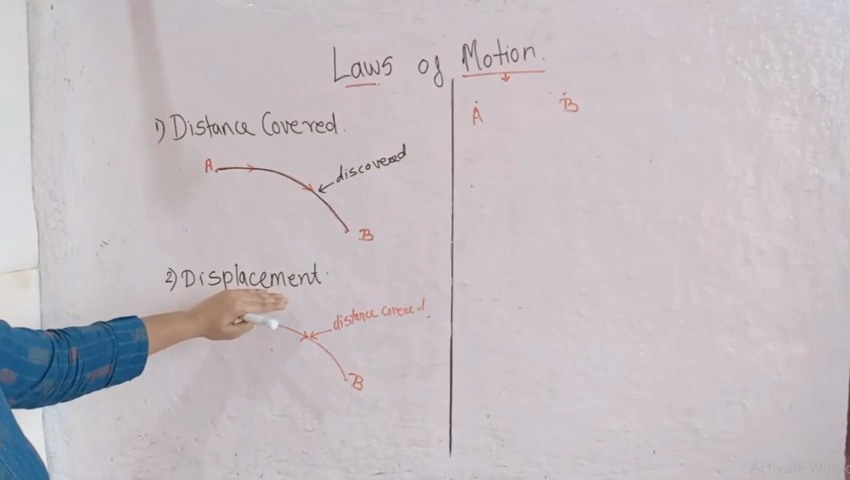 Laws of Motion.
1) Distance Covered.
A
discovered
B
2) Displacement.
distance covered.
B
A
B